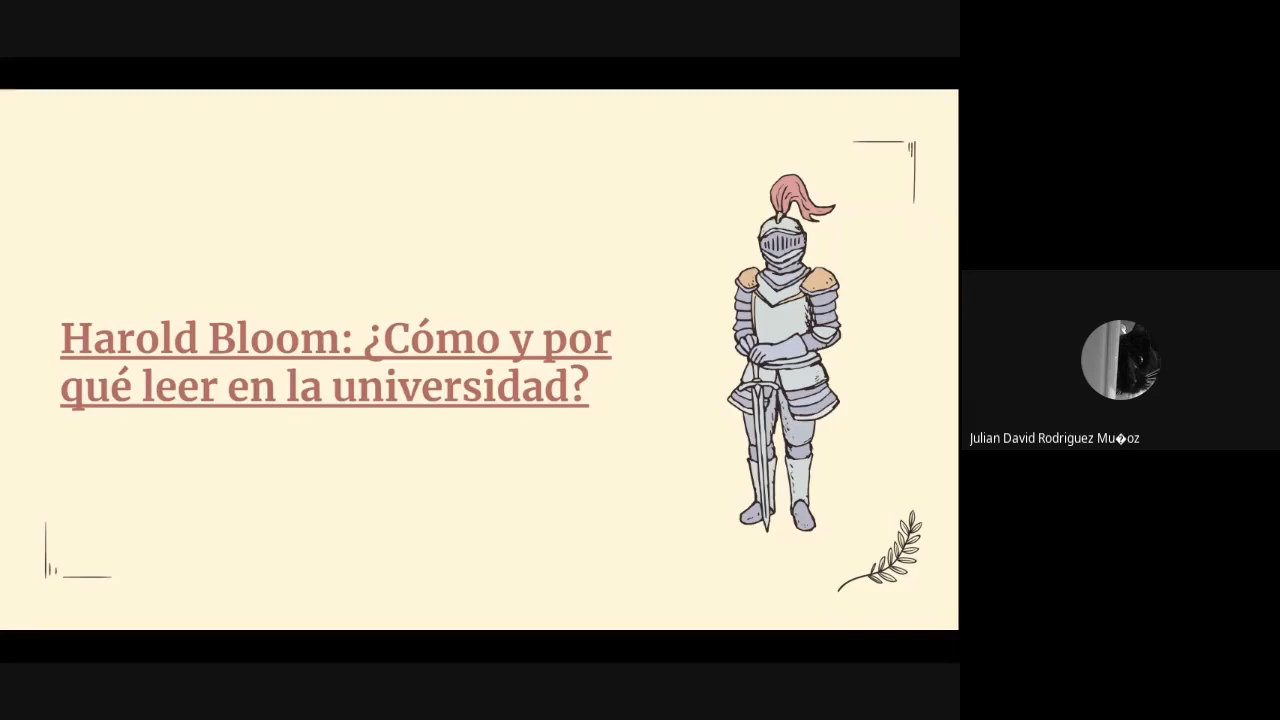 Harold Bloom: ¿Cómo y por
qué leer en la universidad?
Julian David Rodriguez Mu�oz